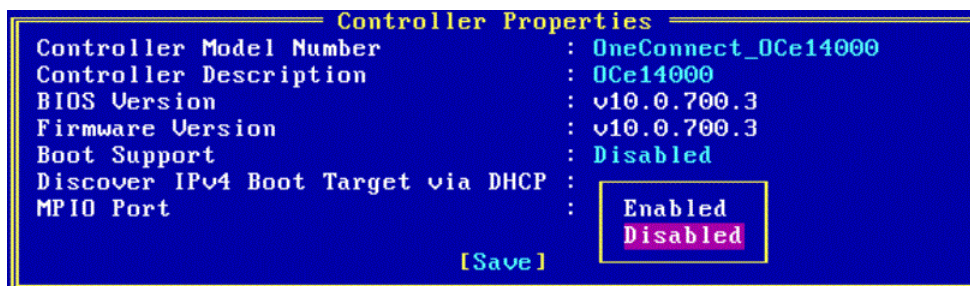 Controller Properties
Controller Model Number : OneConnect_OCe14000
Controller Description : OCe14000
BIOS Version : v10.0.700.3
Firmware Version : v10.0.700.3
Boot Support : Disabled
Discover IPv4 Boot Target via DHCP :
MPIO Port : Enabled
Disabled
[Save]